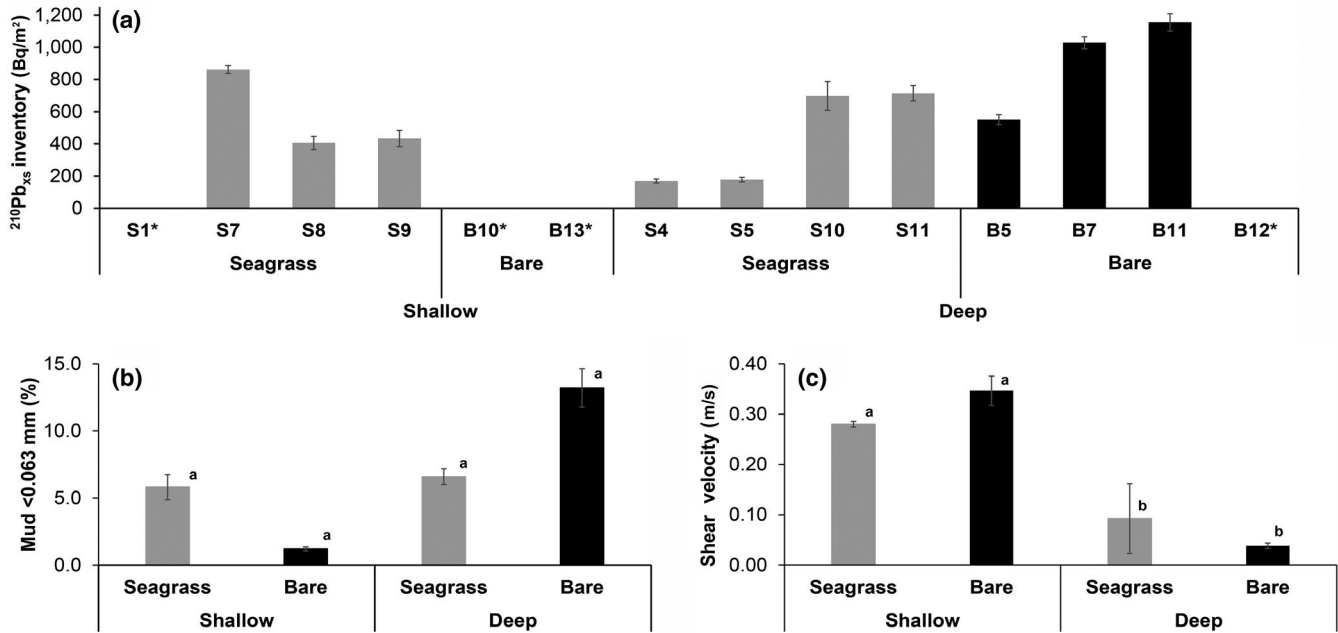 (a)
²¹⁰Pbxs inventory (Bq/m²)
1,200
1,000
800
600
400
200
0
S1* S7 S8 S9 B10* B13* S4 S5 S10 S11 B5 B7 B11 B12*
Seagrass Bare Seagrass Bare
Shallow Deep
(b)
Mud <0.063 mm (%)
15.0
10.0
5.0
0.0
a a a a
Seagrass Bare Seagrass Bare
Shallow Deep
(c)
Shear velocity (m/s)
0.40
0.30
0.20
0.10
0.00
a a b b
Seagrass Bare Seagrass Bare
Shallow Deep